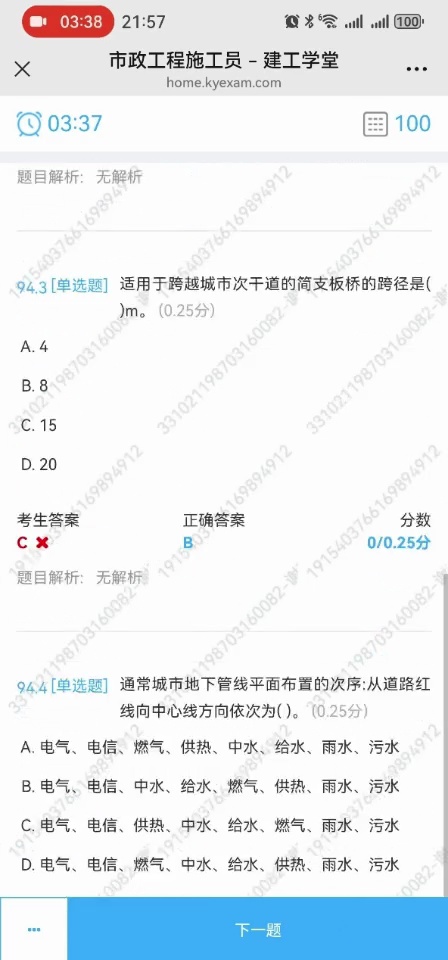 03:38 21:57 100
市政工程施工员 – 建工学堂
home.kyexam.com
03:37 100
题目解析: 无解析
94.3 [单选题] 适用于跨越城市次干道的简支板桥的跨径是(
)m。 (0.25分)
A. 4
B. 8
C. 15
D. 20
考生答案 正确答案 分数
C B 0/0.25分
题目解析: 无解析
94.4 [单选题] 通常城市地下管线平面布置的次序:从道路红
线向中心线方向依次为( )。 (0.25分)
A. 电气、电信、燃气、供热、中水、给水、雨水、污水
B. 电气、电信、中水、给水、燃气、供热、雨水、污水
C. 电气、电信、供热、中水、给水、燃气、雨水、污水
D. 电气、电信、燃气、中水、给水、供热、雨水、污水
下一题